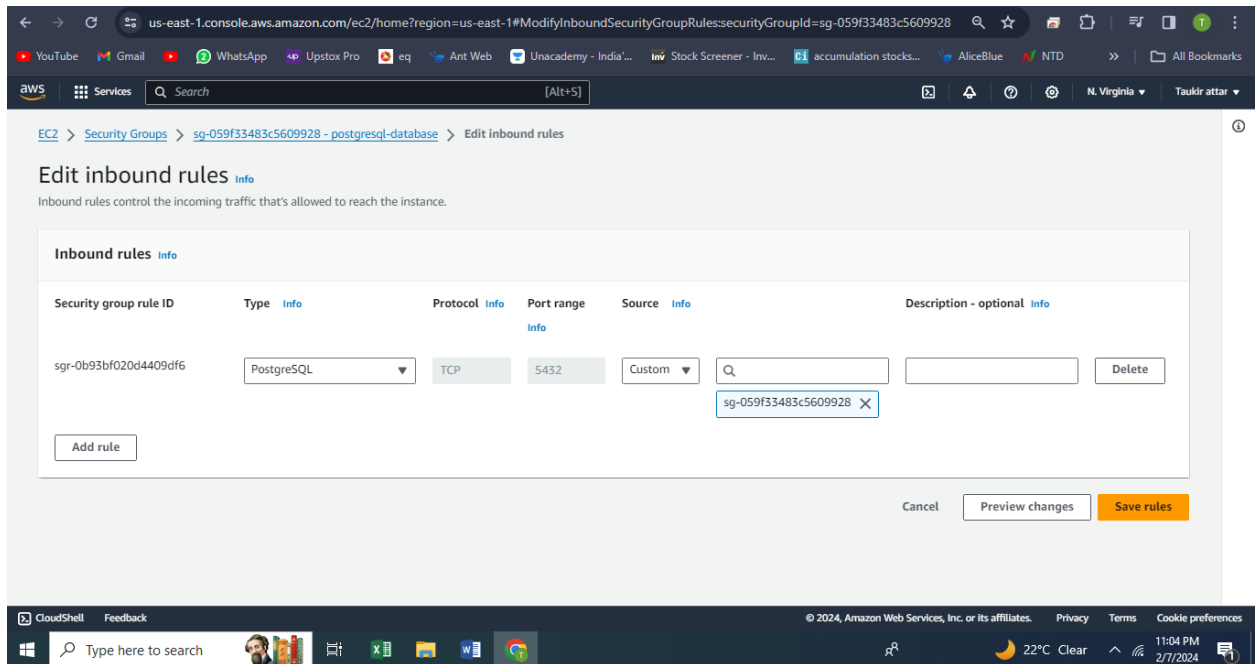 us-east-1.console.aws.amazon.com/ec2/home?region=us-east-1#ModifyInboundSecurityGroupRules:securityGroupId=sg-059f33483c5609928 T
YouTube Gmail 2 WhatsApp up Upstox Pro eq Ant Web Unacademy - India'... Inv Stock Screener - Inv... Ci accumulation stocks... AliceBlue NTD » All Bookmarks
aws Services Search [Alt+S] N. Virginia ▼ Taukir attar ▼
EC2 > Security Groups > sg-059f33483c5609928 - postgresql-database > Edit inbound rules
Edit inbound rules Info
Inbound rules control the incoming traffic that's allowed to reach the instance.
Inbound rules Info
Security group rule ID Type Info Protocol Info Port range Info Source Info Description - optional Info
sgr-0b93bf020d4409df6 PostgreSQL TCP 5432 Custom Delete
sg-059f33483c5609928
Add rule
Cancel Preview changes Save rules
CloudShell Feedback © 2024, Amazon Web Services, Inc. or its affiliates. Privacy Terms Cookie preferences
Type here to search 22°C Clear 11:04 PM
2/7/2024 1